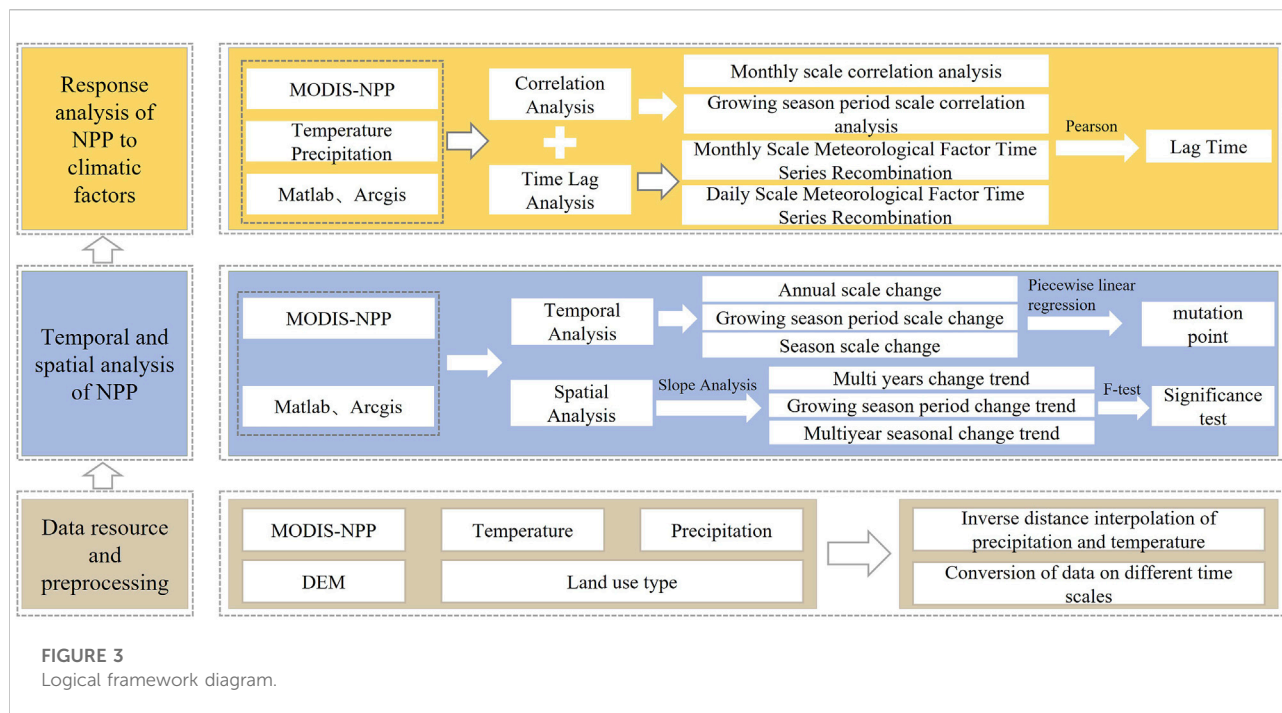 Response
analysis of
NPP to
climatic
factors
MODIS-NPP
Temperature
Precipitation
Matlab、Arcgis
Correlation
Analysis
Time Lag
Analysis
Monthly scale correlation analysis
Growing season period scale correlation
analysis
Monthly Scale Meteorological Factor Time
Series Recombination
Daily Scale Meteorological Factor Time
Series Recombination
Pearson
Lag Time
Temporal and
spatial analysis
of NPP
MODIS-NPP
Matlab、Arcgis
Temporal
Analysis
Annual scale change
Growing season period scale change
Season scale change
Piecewise linear
regression
mutation
point
Spatial
Analysis
Slope Analysis
Multi years change trend
Growing season period change trend
Multiyear seasonal change trend
F-test
Significance
test
Data resource
and
preprocessing
MODIS-NPP
Temperature
Precipitation
DEM
Land use type
Inverse distance interpolation of
precipitation and temperature
Conversion of data on different time
scales
FIGURE 3
Logical framework diagram.